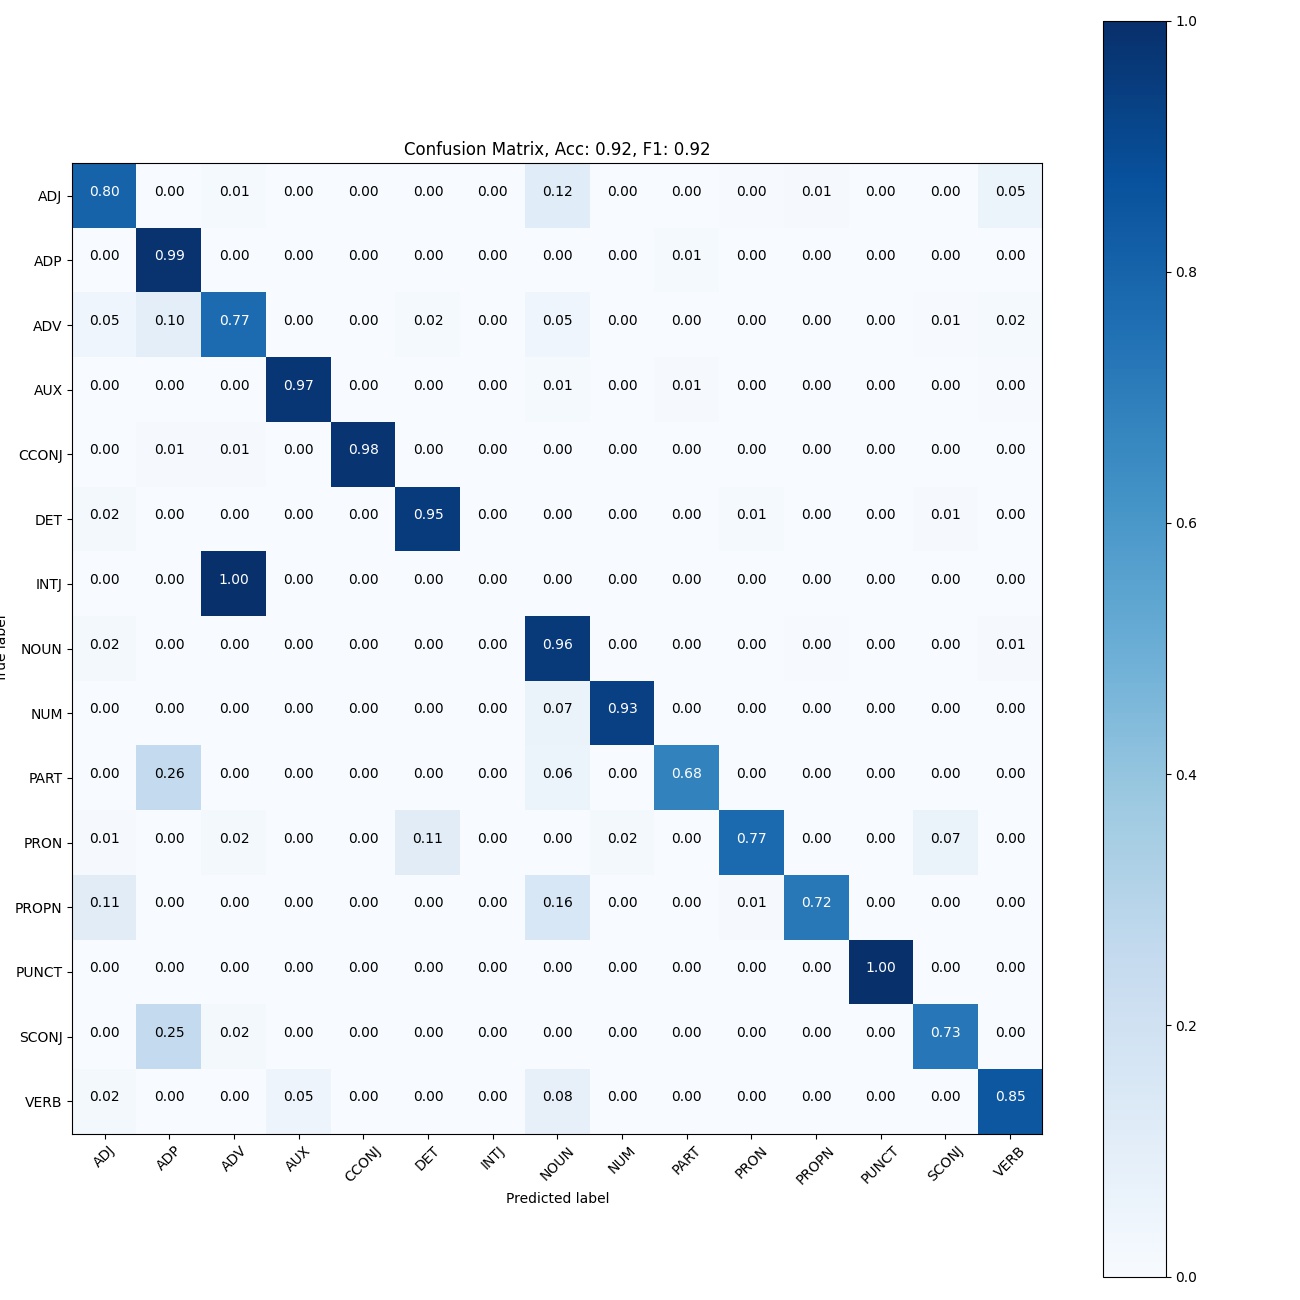 Confusion Matrix, Acc: 0.92, F1: 0.92
ADJ 0.80 0.00 0.01 0.00 0.00 0.00 0.00 0.12 0.00 0.00 0.00 0.01 0.00 0.00 0.05
ADP 0.00 0.99 0.00 0.00 0.00 0.00 0.00 0.00 0.00 0.01 0.00 0.00 0.00 0.00 0.00
ADV 0.05 0.10 0.77 0.00 0.00 0.02 0.00 0.05 0.00 0.00 0.00 0.00 0.00 0.01 0.02
AUX 0.00 0.00 0.00 0.97 0.00 0.00 0.00 0.01 0.00 0.01 0.00 0.00 0.00 0.00 0.00
CCONJ 0.00 0.01 0.01 0.00 0.98 0.00 0.00 0.00 0.00 0.00 0.00 0.00 0.00 0.00 0.00
DET 0.02 0.00 0.00 0.00 0.00 0.95 0.00 0.00 0.00 0.00 0.01 0.00 0.00 0.01 0.00
INTJ 0.00 0.00 1.00 0.00 0.00 0.00 0.00 0.00 0.00 0.00 0.00 0.00 0.00 0.00 0.00
NOUN 0.02 0.00 0.00 0.00 0.00 0.00 0.00 0.96 0.00 0.00 0.00 0.00 0.00 0.00 0.01
NUM 0.00 0.00 0.00 0.00 0.00 0.00 0.00 0.07 0.93 0.00 0.00 0.00 0.00 0.00 0.00
PART 0.00 0.26 0.00 0.00 0.00 0.00 0.00 0.06 0.00 0.68 0.00 0.00 0.00 0.00 0.00
PRON 0.01 0.00 0.02 0.00 0.00 0.11 0.00 0.00 0.02 0.00 0.77 0.00 0.00 0.07 0.00
PROPN 0.11 0.00 0.00 0.00 0.00 0.00 0.00 0.16 0.00 0.00 0.01 0.72 0.00 0.00 0.00
PUNCT 0.00 0.00 0.00 0.00 0.00 0.00 0.00 0.00 0.00 0.00 0.00 0.00 1.00 0.00 0.00
SCONJ 0.00 0.25 0.02 0.00 0.00 0.00 0.00 0.00 0.00 0.00 0.00 0.00 0.00 0.73 0.00
VERB 0.02 0.00 0.00 0.05 0.00 0.00 0.00 0.08 0.00 0.00 0.00 0.00 0.00 0.00 0.85
ADJ ADP ADV AUX CCONJ DET INTJ NOUN NUM PART PRON PROPN PUNCT SCONJ VERB
Predicted label
1.0
0.8
0.6
0.4
0.2
0.0